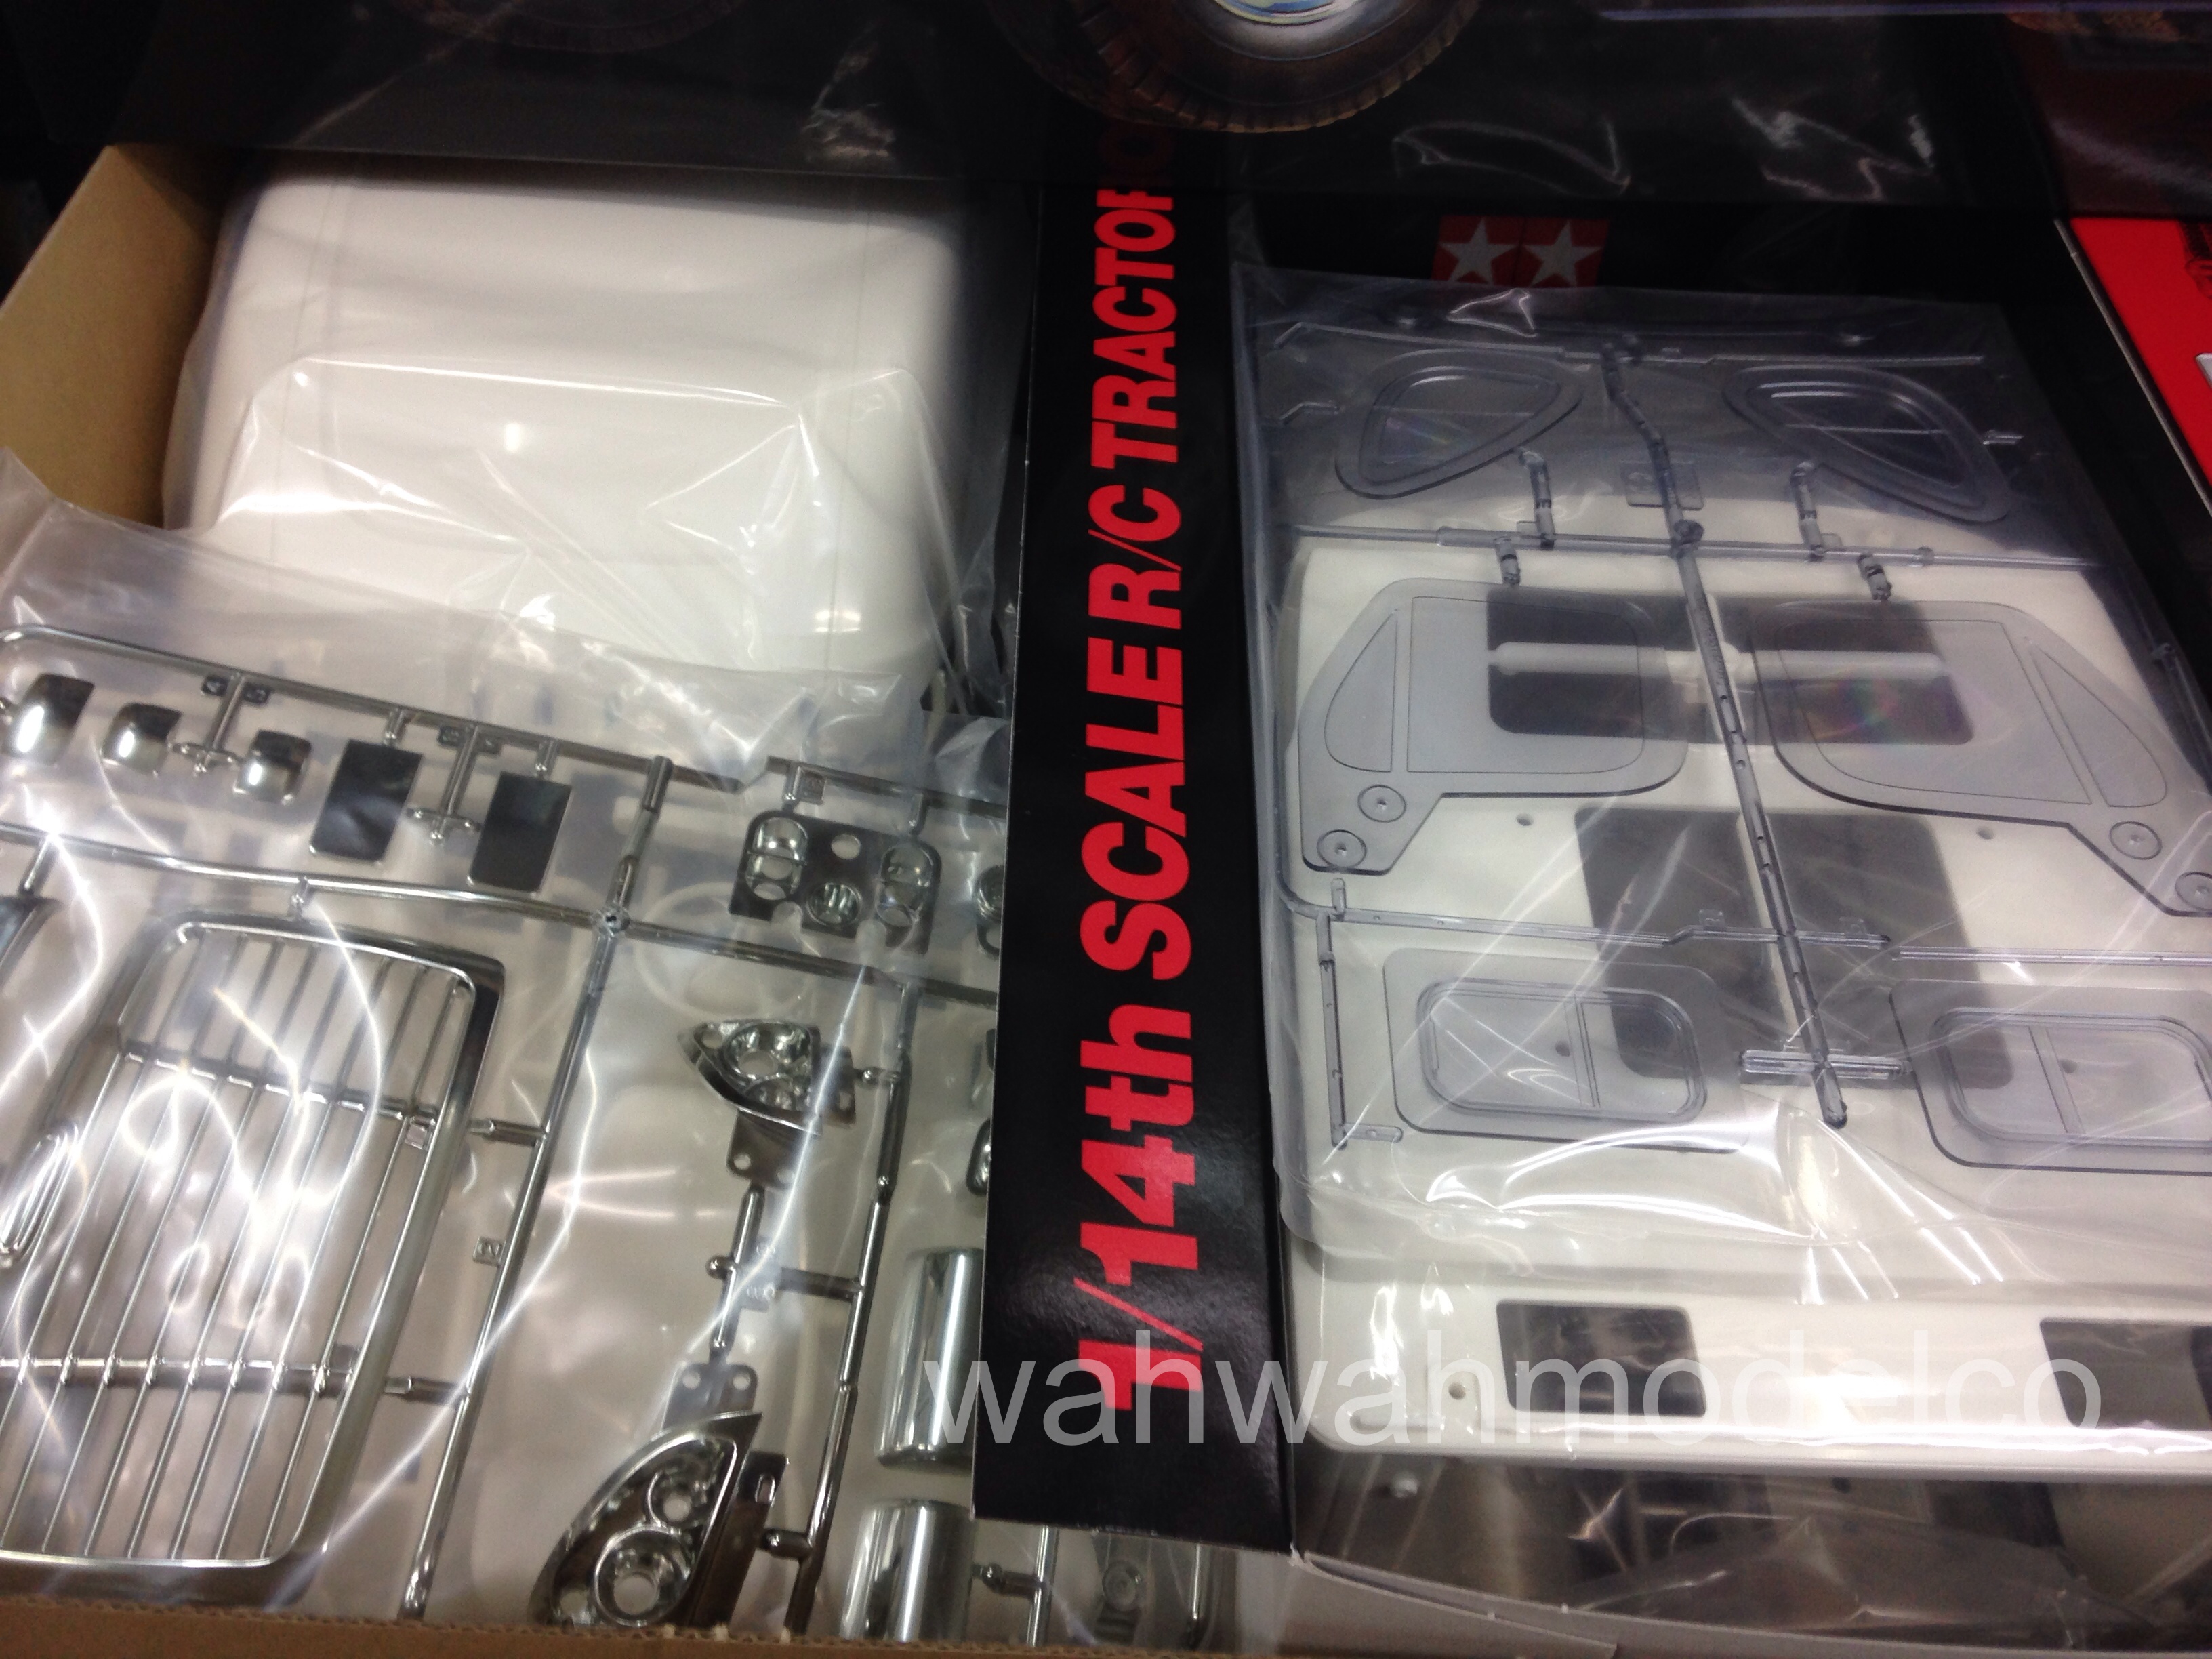 1/14th SCALE R/C TRACTOR
wahwahmodelco